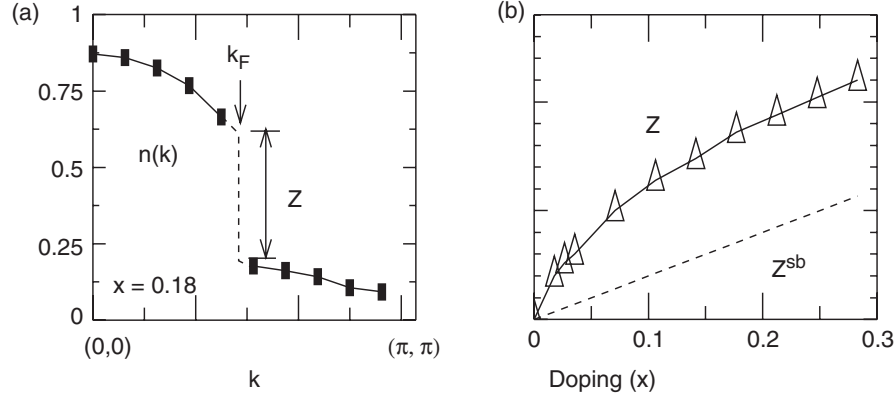 (a)
1
0.75
0.5
0.25
0
k_F
n(k)
Z
x = 0.18
(0,0)
(π, π)
k
(b)
Z
Z^sb
0
0.1
0.2
0.3
Doping (x)